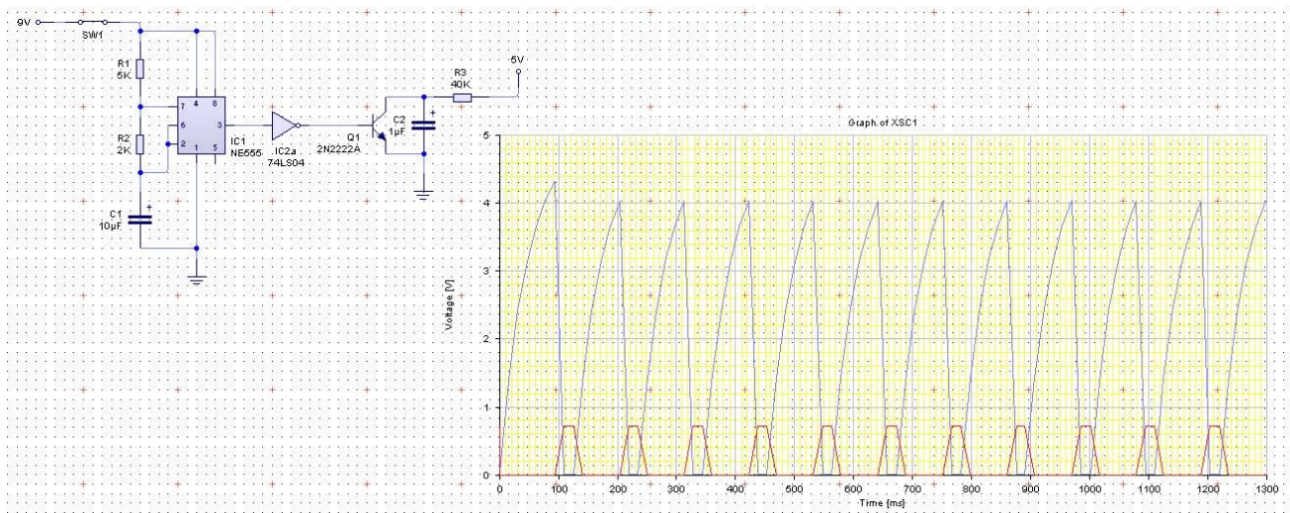 9V
SW1
R1
5K
R2
2K
C1
10µF
+
7
6
2
4
8
3
1
5
IC1
NE555
IC2a
74LS04
Q1
2N2222A
C2
1µF
+
R3
40K
5V
Graph of XSC1
Voltage [V]
5
4
3
2
1
0
0 100 200 300 400 500 600 700 800 900 1000 1100 1200 1300
Time [ms]